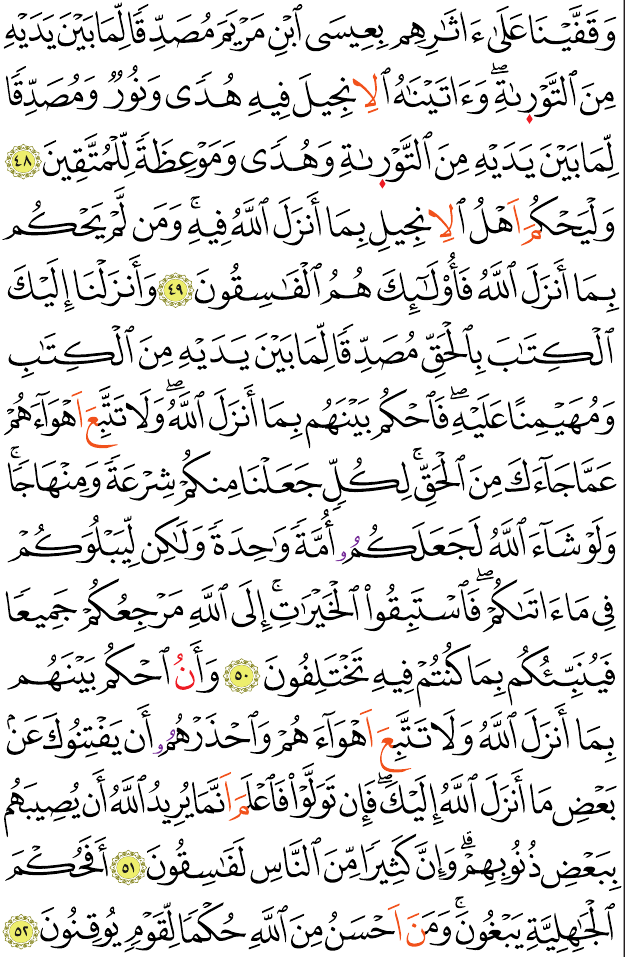 وَقَفَّيْنَا عَلَىٰٓ ءَاثَٰرِهِم بِعِيسَى ٱبْنِ مَرْيَمَ مُصَدِّقًا لِّمَا بَيْنَ يَدَيْهِ
مِنَ ٱلتَّوْرَىٰةِۖ وَءَاتَيْنَٰهُ ٱلِانجِيلَ فِيهِ هُدًى وَنُورٌ وَمُصَدِّقًا
لِّمَا بَيْنَ يَدَيْهِ مِنَ ٱلتَّوْرَىٰةِ وَهُدًى وَمَوْعِظَةً لِّلْمُتَّقِينَ ٤٨
وَلْيَحْكُمَ اَهْلُ ٱلِانجِيلِ بِمَا أَنزَلَ ٱللَّهُ فِيهِۚ وَمَن لَّمْ يَحْكُم
بِمَا أَنزَلَ ٱللَّهُ فَأُوْلَٰٓئِكَ هُمُ ٱلْفَٰسِقُونَ ٤٩ وَأَنزَلْنَا إِلَيْكَ
ٱلْكِتَٰبَ بِٱلْحَقِّ مُصَدِّقًا لِّمَا بَيْنَ يَدَيْهِ مِنَ ٱلْكِتَٰبِ
وَمُهَيْمِنًا عَلَيْهِۖ فَٱحْكُم بَيْنَهُم بِمَا أَنزَلَ ٱللَّهُۖ وَلَا تَتَّبِعَ اَهْوَآءَهُمْ
عَمَّا جَآءَكَ مِنَ ٱلْحَقِّۚ لِكُلٍّ جَعَلْنَا مِنكُمْ شِرْعَةً وَمِنْهَاجًاۚ
وَلَوْ شَآءَ ٱللَّهُ لَجَعَلَكُمُۥٓ أُمَّةً وَٰحِدَةً وَلَٰكِن لِّيَبْلُوَكُمْ
فِي مَا ءَاتَىٰكُمْۖ فَٱسْتَبِقُواْ ٱلْخَيْرَٰتِۚ إِلَى ٱللَّهِ مَرْجِعُكُمْ جَمِيعًا
فَيُنَبِّئُكُم بِمَا كُنتُمْ فِيهِ تَخْتَلِفُونَ ٥٠ وَأَنُ ٱحْكُم بَيْنَهُم
بِمَا أَنزَلَ ٱللَّهُ وَلَا تَتَّبِعَ اَهْوَآءَهُمْ وَٱحْذَرْهُمُۥٓ أَن يَفْتِنُوكَ عَنۢ
بَعْضِ مَا أَنزَلَ ٱللَّهُ إِلَيْكَۖ فَإِن تَوَلَّوْاْ فَٱعْلَمَ اَنَّمَا يُرِيدُ ٱللَّهُ أَن يُصِيبَهُم
بِبَعْضِ ذُنُوبِهِمْۗ وَإِنَّ كَثِيرًا مِّنَ ٱلنَّاسِ لَفَٰسِقُونَ ٥١ أَفَحُكْمَ
ٱلْجَٰهِلِيَّةِ يَبْغُونَۚ وَمَنَ اَحْسَنُ مِنَ ٱللَّهِ حُكْمًا لِّقَوْمٍ يُوقِنُونَ ٥٢